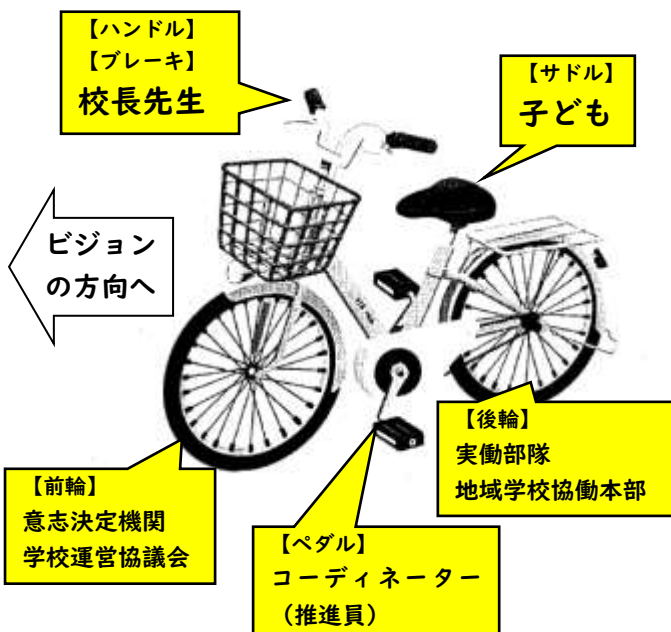 【ハンドル】
【ブレーキ】
校長先生
【サドル】
子ども
ビジョン
の方向へ
【後輪】
実働部隊
地域学校協働本部
【前輪】
意志決定機関
学校運営協議会
【ペダル】
コーディネーター
（推進員）